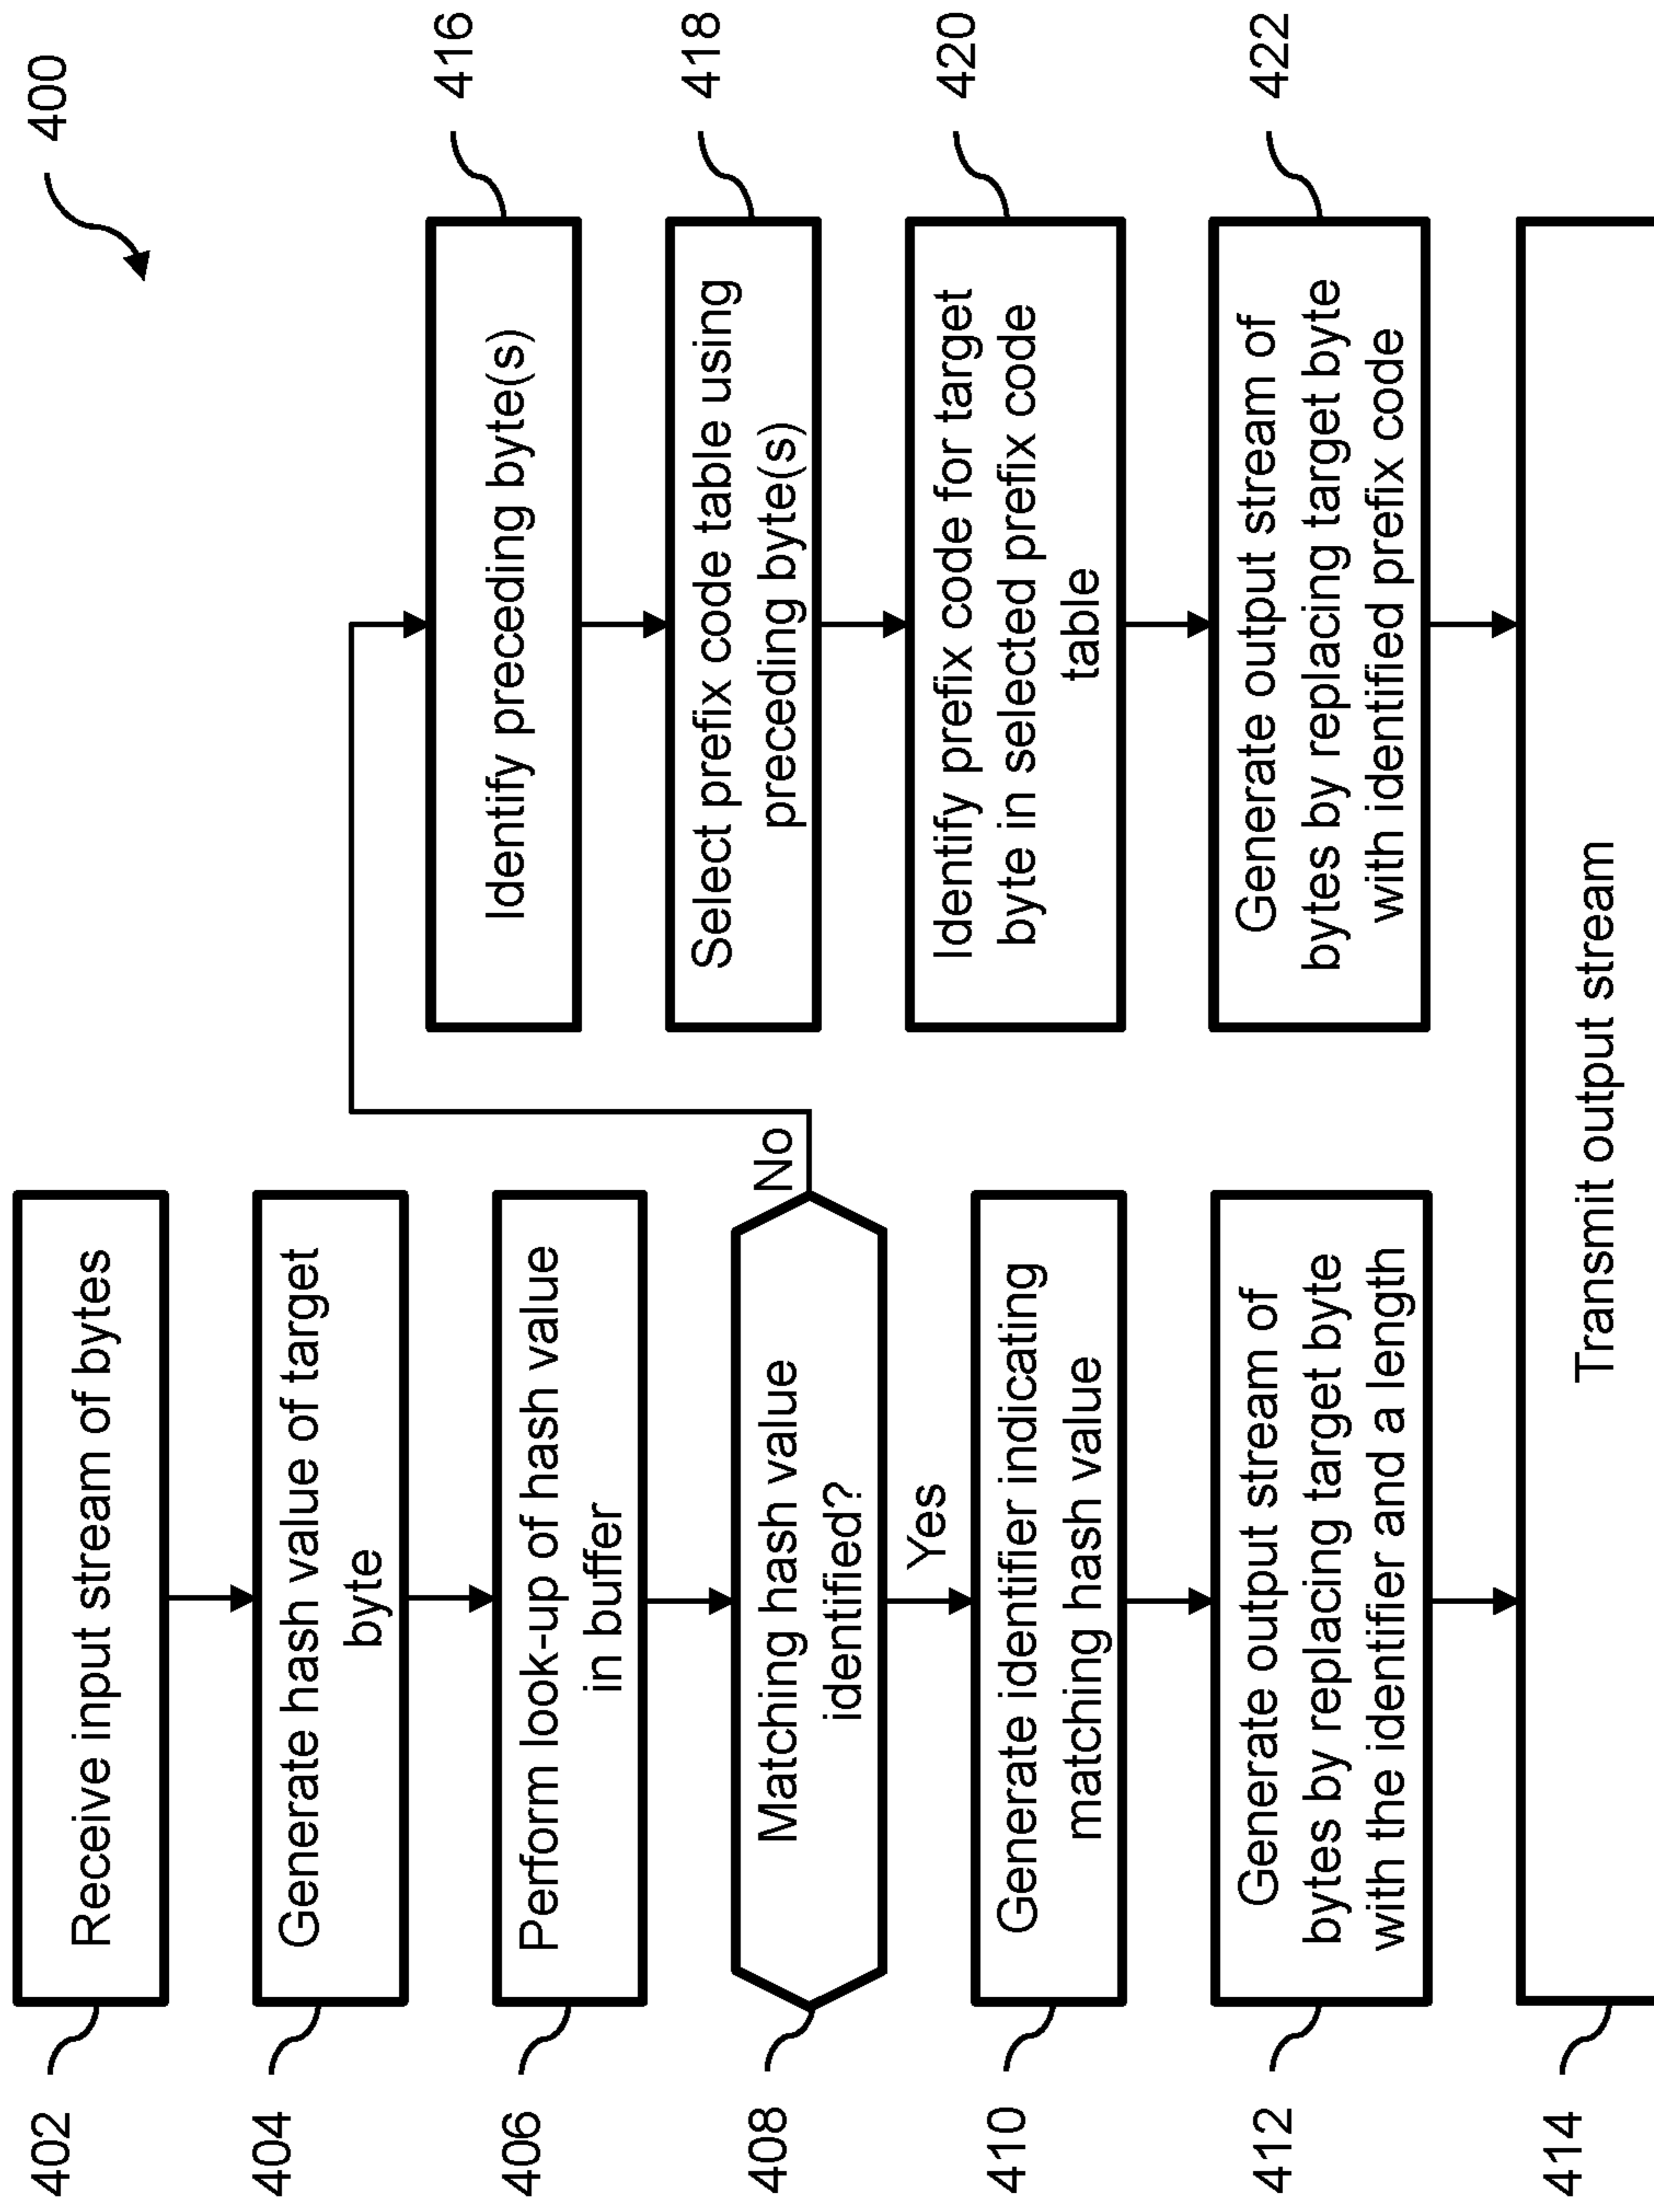 400
402
Receive input stream of bytes
404
Generate hash value of target
byte
406
Perform look-up of hash value
in buffer
408
Matching hash value
identified?
No
Yes
410
Generate identifier indicating
matching hash value
412
Generate output stream of
bytes by replacing target byte
with the identifier and a length
416
Identify preceding byte(s)
418
Select prefix code table using
preceding byte(s)
420
Identify prefix code for target
byte in selected prefix code
table
422
Generate output stream of
bytes by replacing target byte
with identified prefix code
414
Transmit output stream